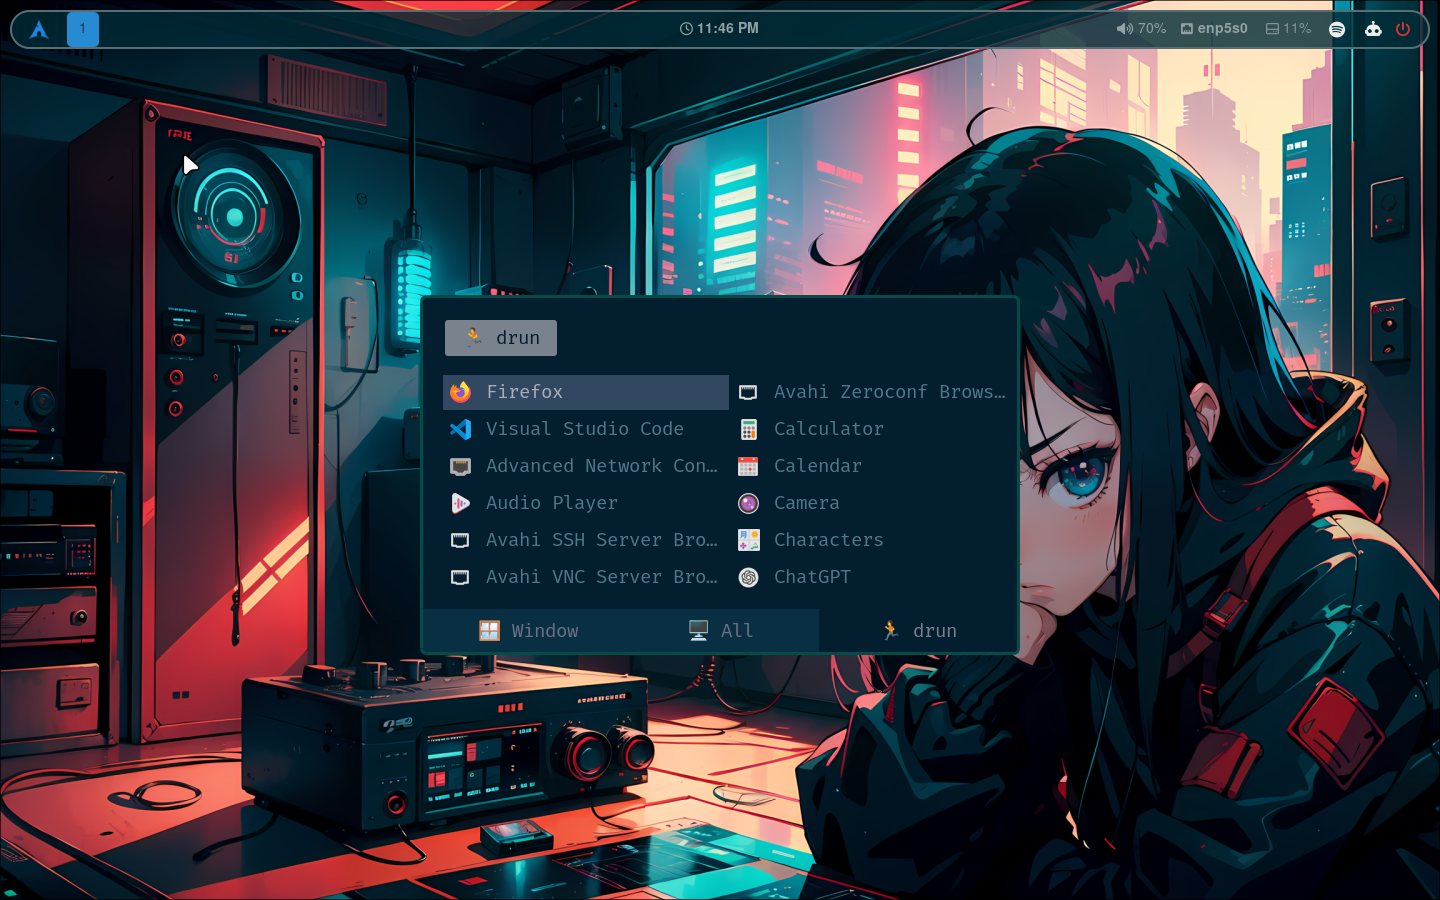 1
11:46 PM
70%
enp5s0
11%
drun
Firefox
Visual Studio Code
Advanced Network Con…
Audio Player
Avahi SSH Server Bro…
Avahi VNC Server Bro…
Avahi Zeroconf Brows…
Calculator
Calendar
Camera
Characters
ChatGPT
Window
All
drun